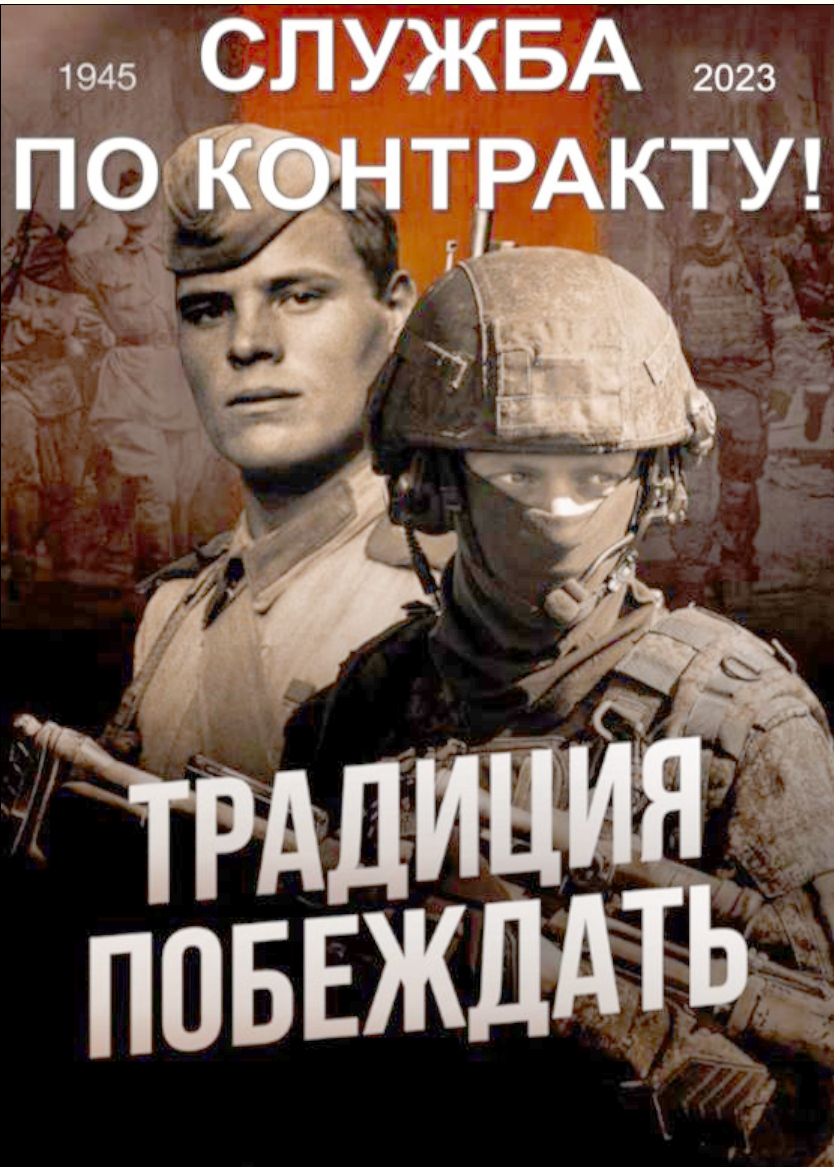 СЛУЖБА
1945 2023
ПО КОНТРАКТУ!
ТРАДИЦИЯ
ПОБЕЖДАТЬ